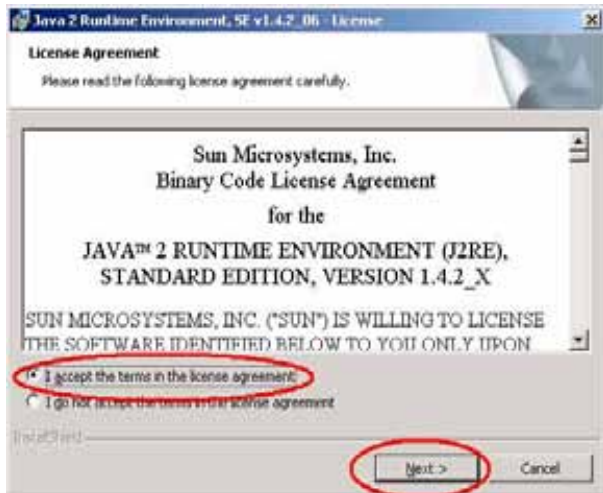 Java 2 Runtime Environment, SE v1.4.2_06 - License
License Agreement
Please read the following license agreement carefully.
Sun Microsystems, Inc.
Binary Code License Agreement
for the
JAVA™ 2 RUNTIME ENVIRONMENT (J2RE),
STANDARD EDITION, VERSION 1.4.2_X
SUN MICROSYSTEMS, INC. ("SUN") IS WILLING TO LICENSE
THE SOFTWARE IDENTIFIED BELOW TO YOU ONLY UPON
I accept the terms in the license agreement
I do not accept the terms in the license agreement
InstallShield
Next >
Cancel